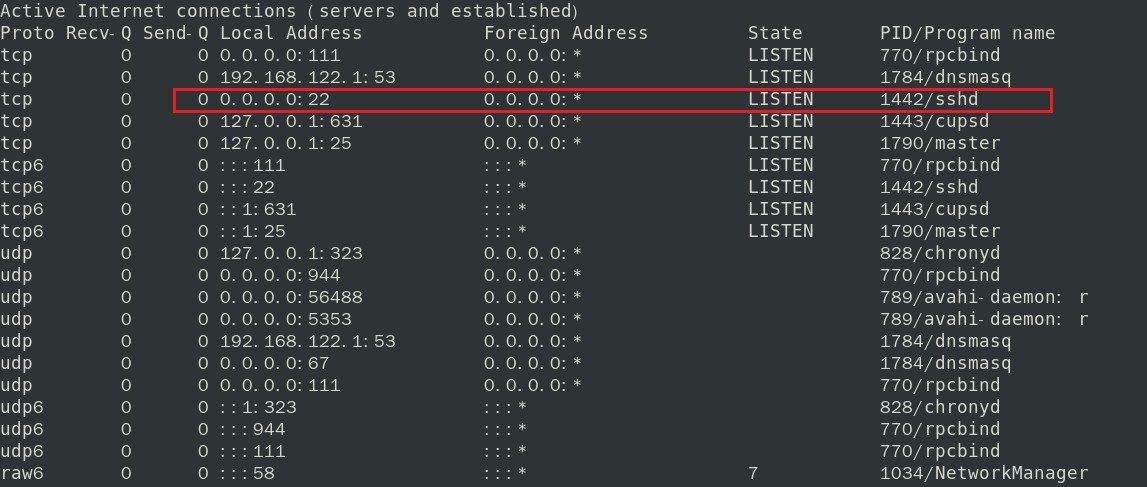 Active Internet connections (servers and established)
Proto Recv-Q Send-Q Local Address Foreign Address State PID/Program name
tcp 0 0 0.0.0.0:111 0.0.0.0:* LISTEN 770/rpcbind
tcp 0 0 192.168.122.1:53 0.0.0.0:* LISTEN 1784/dnsmasq
tcp 0 0 0.0.0.0:22 0.0.0.0:* LISTEN 1442/sshd
tcp 0 0 127.0.0.1:631 0.0.0.0:* LISTEN 1443/cupsd
tcp 0 0 127.0.0.1:25 0.0.0.0:* LISTEN 1790/master
tcp6 0 0 :::111 :::* LISTEN 770/rpcbind
tcp6 0 0 :::22 :::* LISTEN 1442/sshd
tcp6 0 0 ::1:631 :::* LISTEN 1443/cupsd
tcp6 0 0 ::1:25 :::* LISTEN 1790/master
udp 0 0 127.0.0.1:323 0.0.0.0:* 828/chronyd
udp 0 0 0.0.0.0:944 0.0.0.0:* 770/rpcbind
udp 0 0 0.0.0.0:56488 0.0.0.0:* 789/avahi-daemon: r
udp 0 0 0.0.0.0:5353 0.0.0.0:* 789/avahi-daemon: r
udp 0 0 192.168.122.1:53 0.0.0.0:* 1784/dnsmasq
udp 0 0 0.0.0.0:67 0.0.0.0:* 1784/dnsmasq
udp 0 0 0.0.0.0:111 0.0.0.0:* 770/rpcbind
udp6 0 0 ::1:323 :::* 828/chronyd
udp6 0 0 :::944 :::* 770/rpcbind
udp6 0 0 :::111 :::* 770/rpcbind
raw6 0 0 :::58 :::* 7 1034/NetworkManager